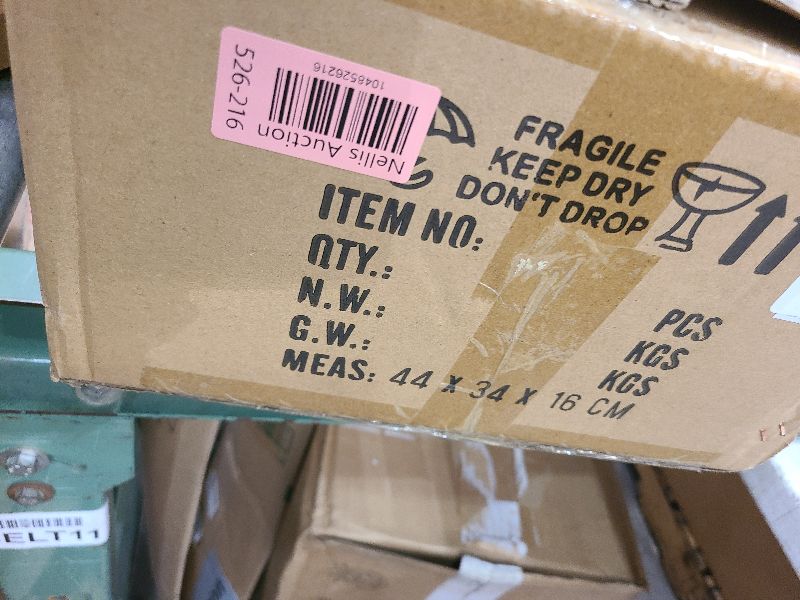 Nellis Auction
1048526216
526-216
FRAGILE
KEEP DRY
DON'T DROP
ITEM NO:
QTY.: PCS
N.W.: KGS
G.W.: KGS
MEAS: 44 X 34 X 16 CM
ELT11